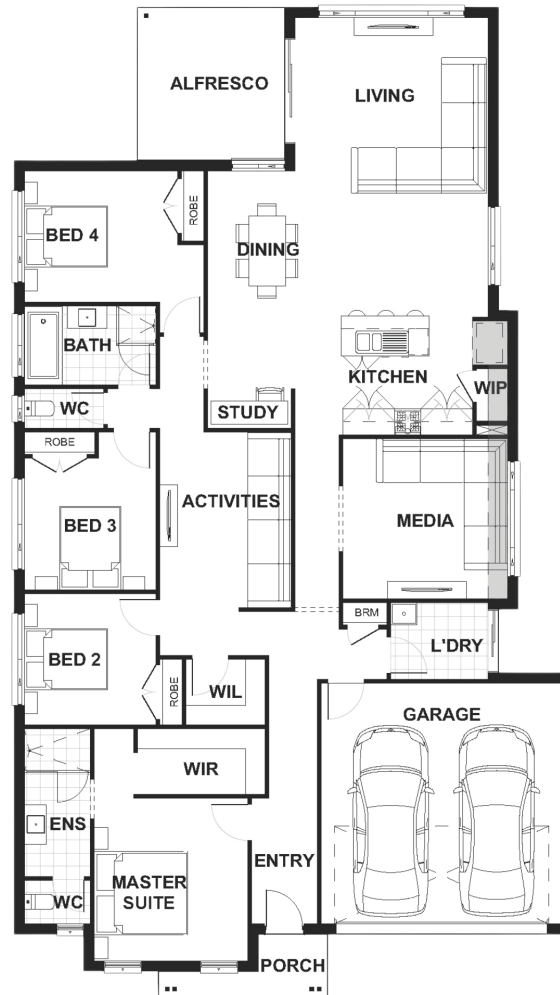 ALFRESCO
LIVING
ROBE
BED 4
DINING
BATH
KITCHEN
WIP
WC
STUDY
ROBE
ACTIVITIES
BED 3
MEDIA
BRM
L'DRY
BED 2
ROBE
WIL
GARAGE
WIR
ENS
ENTRY
MASTER
SUITE
WC
PORCH